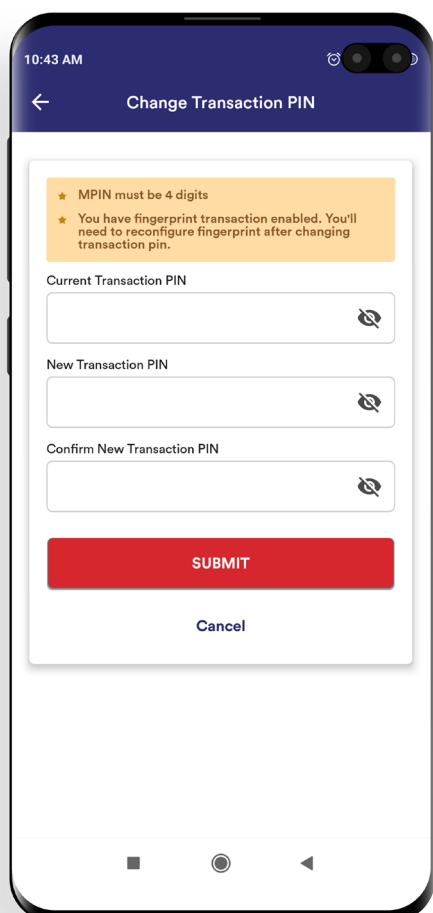 10:43 AM
Change Transaction PIN
MPIN must be 4 digits
You have fingerprint transaction enabled. You'll
need to reconfigure fingerprint after changing
transaction pin.
Current Transaction PIN
New Transaction PIN
Confirm New Transaction PIN
SUBMIT
Cancel